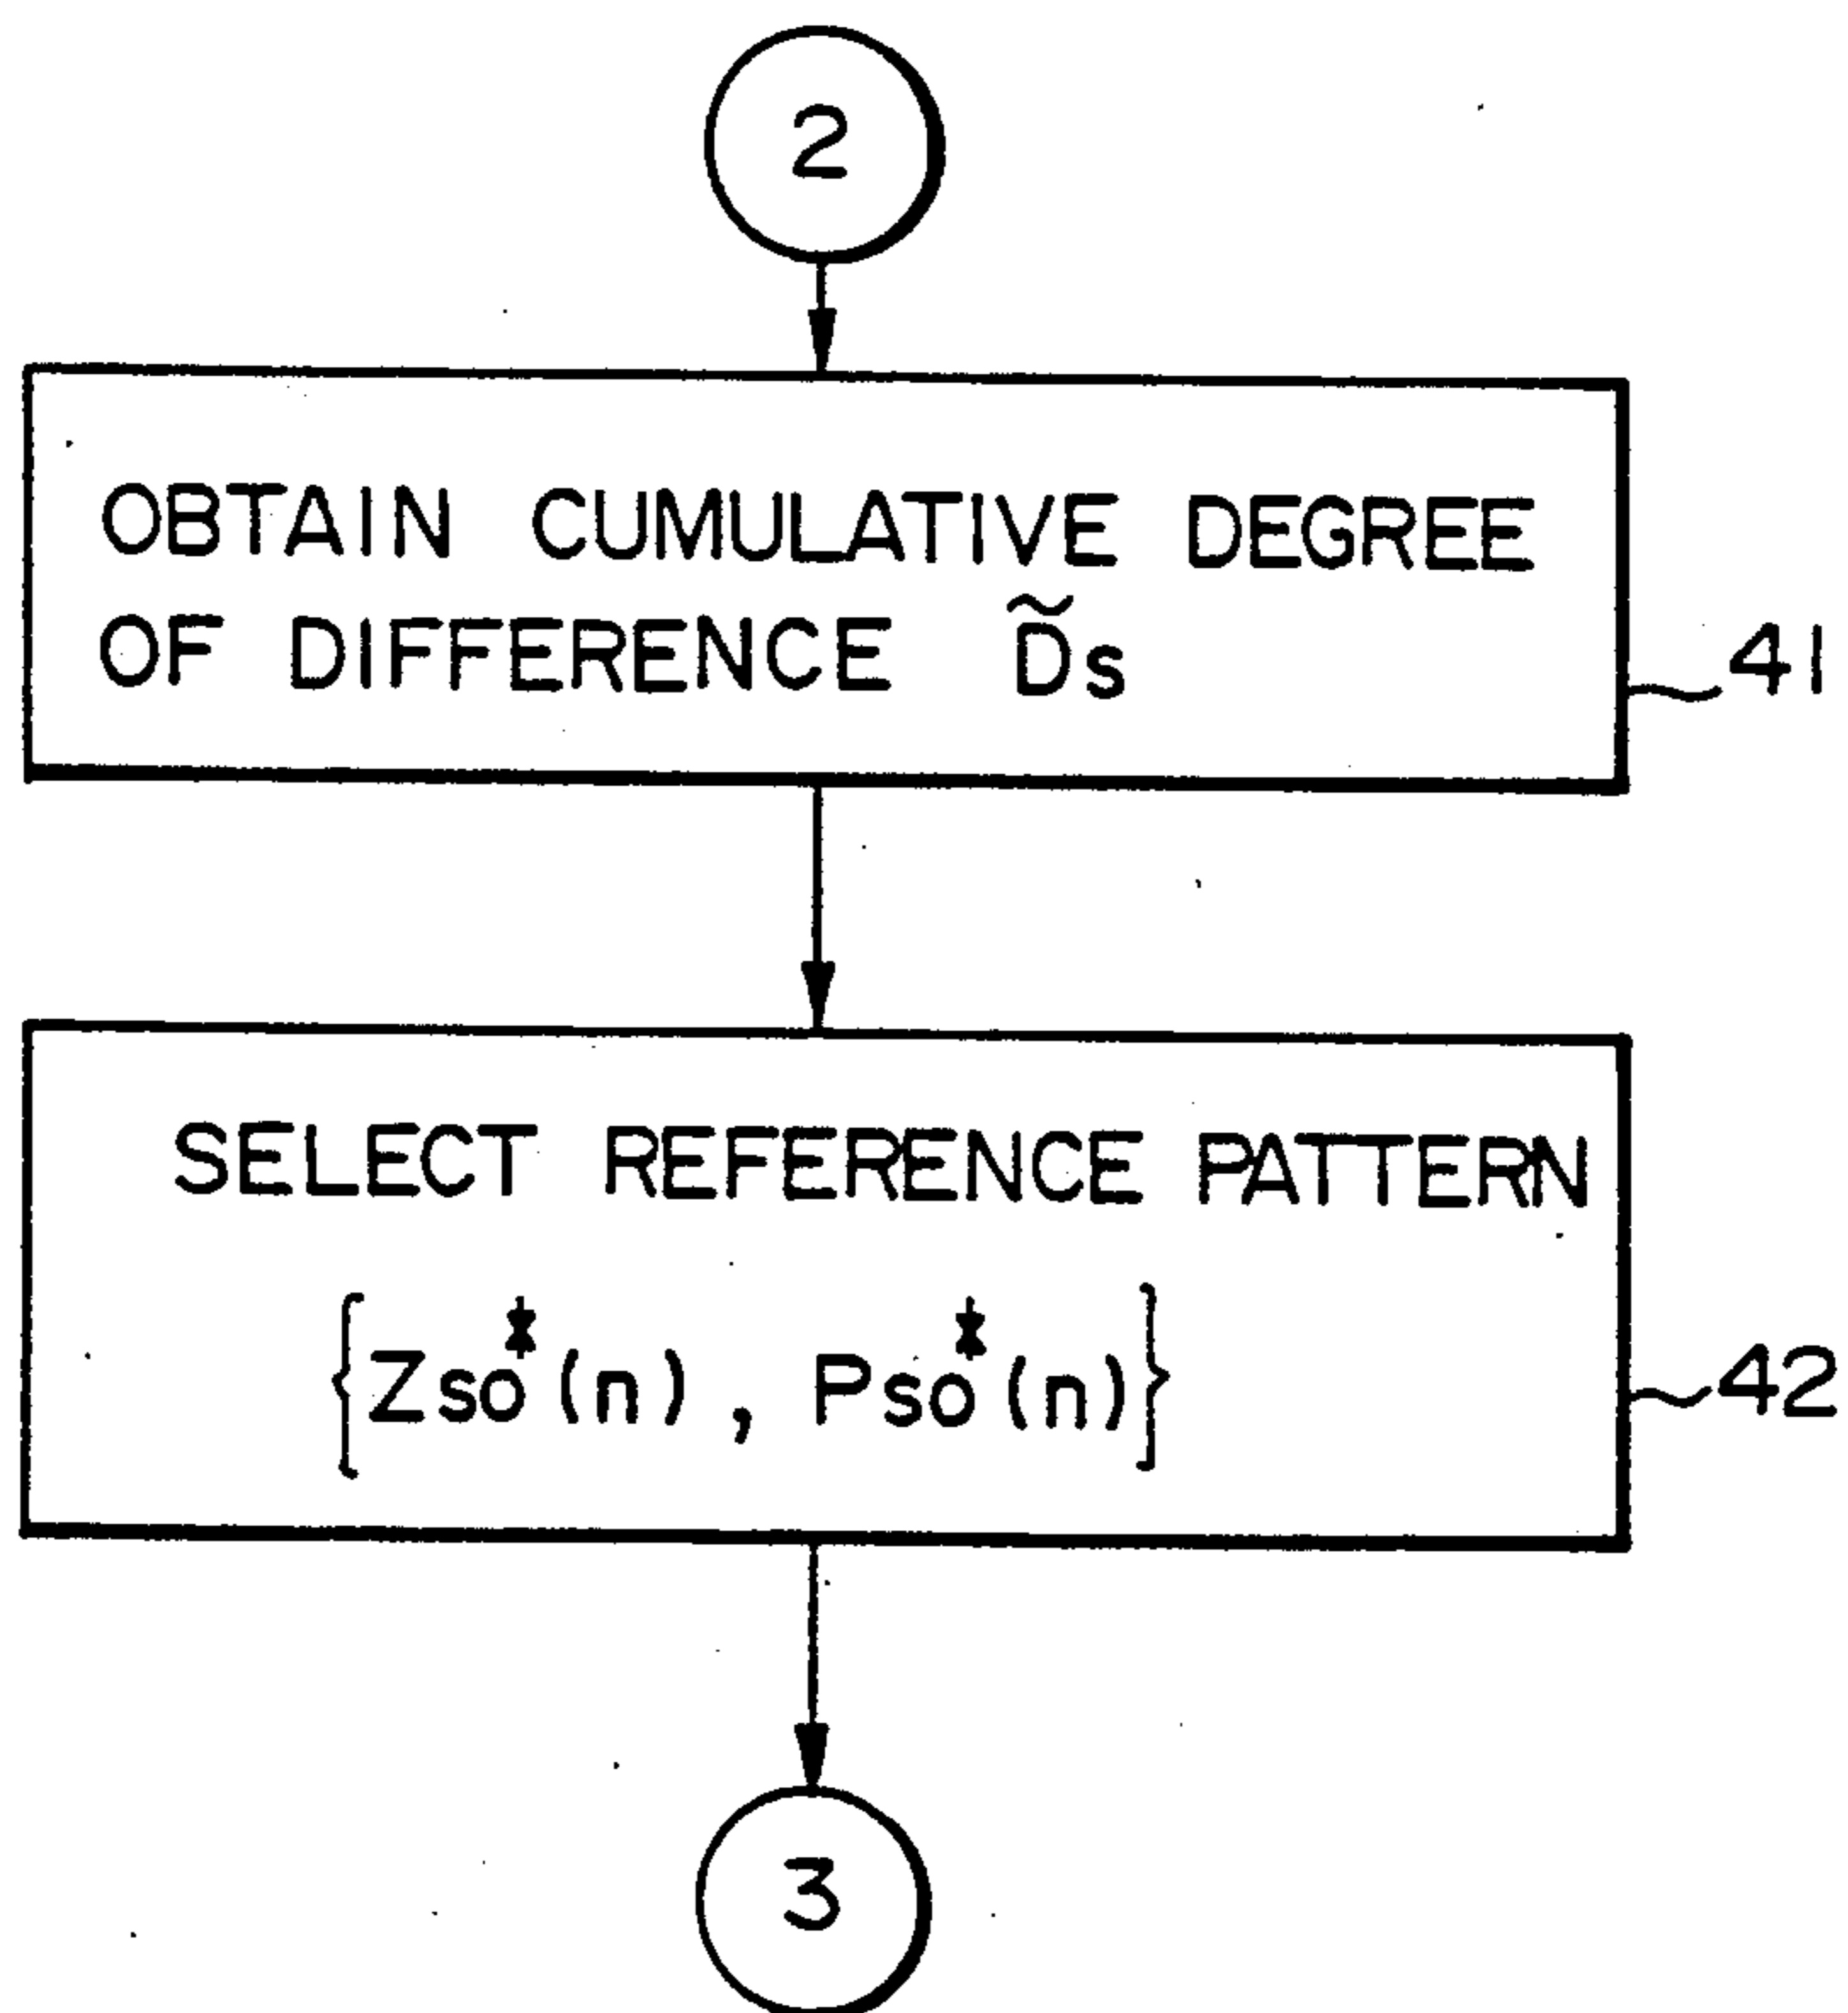 2
OBTAIN CUMULATIVE DEGREE
OF DIFFERENCE D̃s
41
SELECT REFERENCE PATTERN
{Zso*(n), Pso*(n)}
42
3